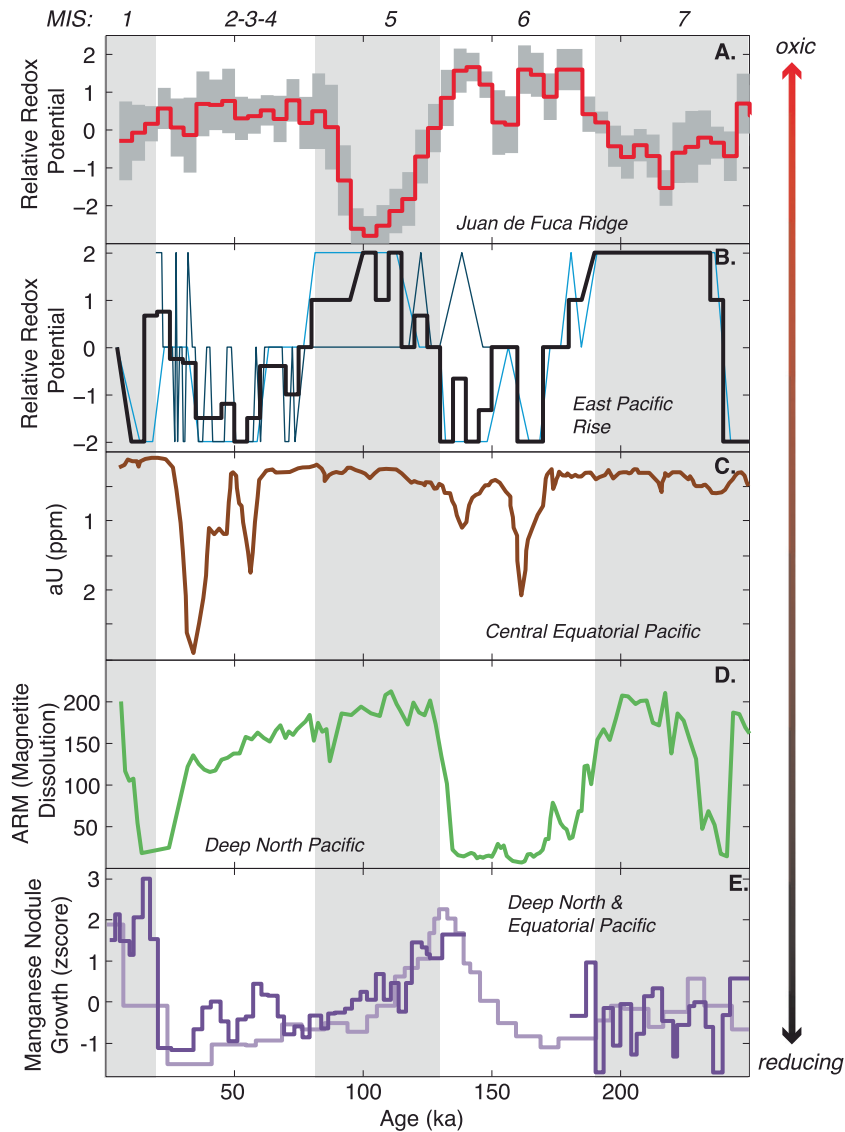 MIS: 1 2-3-4 5 6 7
oxic
A.
2
1
0
-1
-2
Relative Redox
Potential
Juan de Fuca Ridge
B.
2
1
0
-1
-2
Relative Redox
Potential
East Pacific
Rise
C.
1
2
aU (ppm)
Central Equatorial Pacific
D.
200
150
100
50
ARM (Magnetite
Dissolution)
Deep North Pacific
E.
3
2
1
0
-1
Manganese Nodule
Growth (zscore)
Deep North &
Equatorial Pacific
reducing
50 100 150 200
Age (ka)